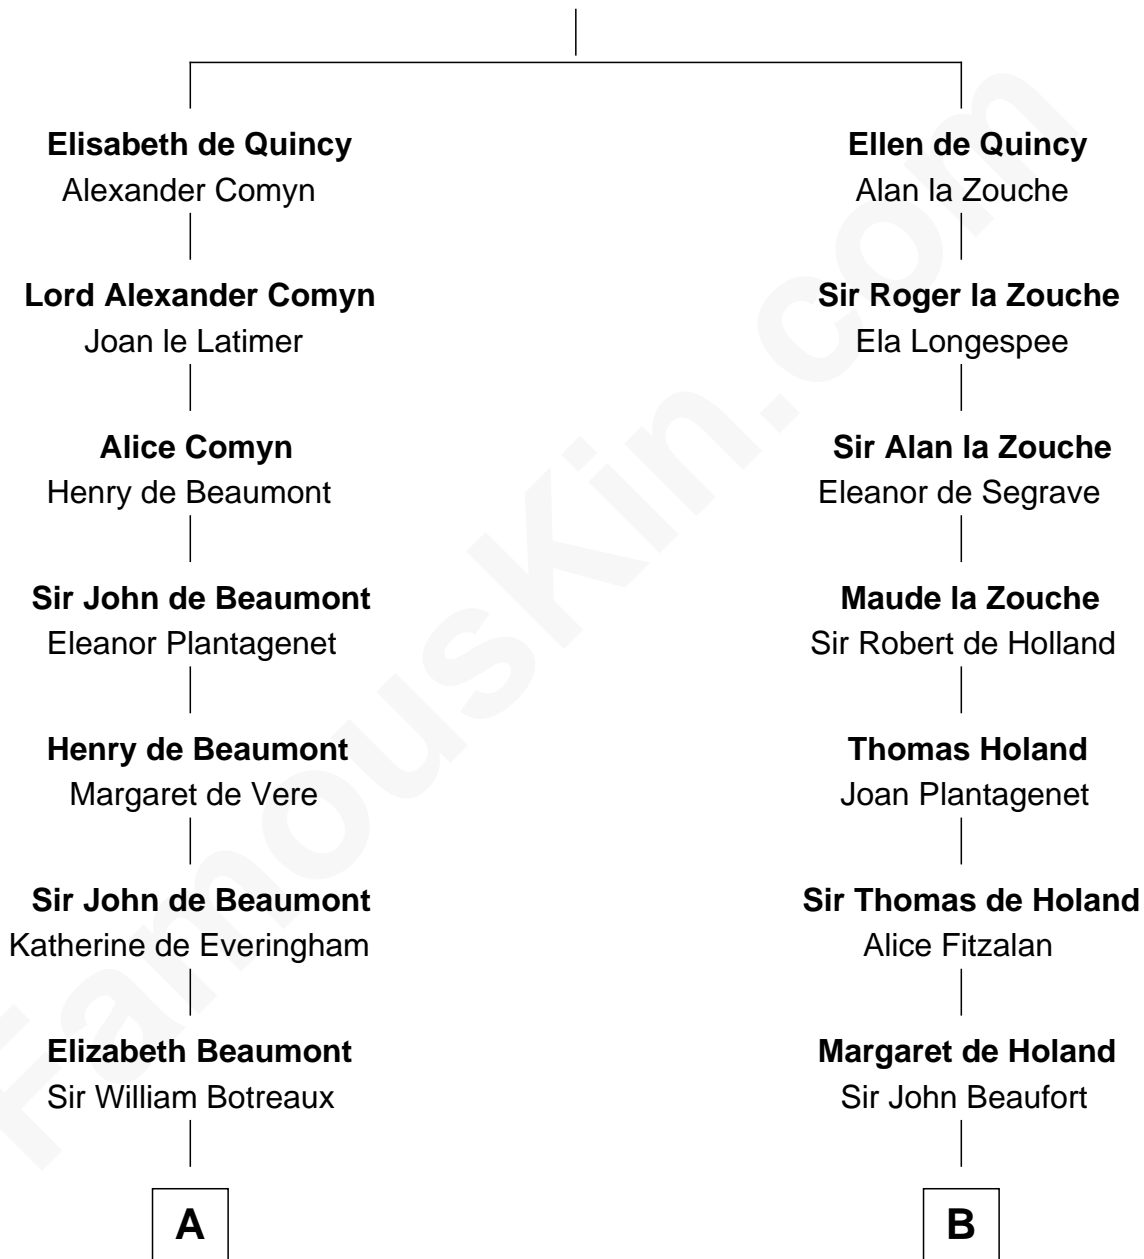 Elisabeth de Quincy
Alexander Comyn
Lord Alexander Comyn
Joan le Latimer
Alice Comyn
Henry de Beaumont
Sir John de Beaumont
Eleanor Plantagenet
Henry de Beaumont
Margaret de Vere
Sir John de Beaumont
Katherine de Everingham
Elizabeth Beaumont
Sir William Botreaux
A
Ellen de Quincy
Alan la Zouche
Sir Roger la Zouche
Ela Longespee
Sir Alan la Zouche
Eleanor de Segrave
Maude la Zouche
Sir Robert de Holland
Thomas Holand
Joan Plantagenet
Sir Thomas de Holand
Alice Fitzalan
Margaret de Holand
Sir John Beaufort
B
FamousKin.com